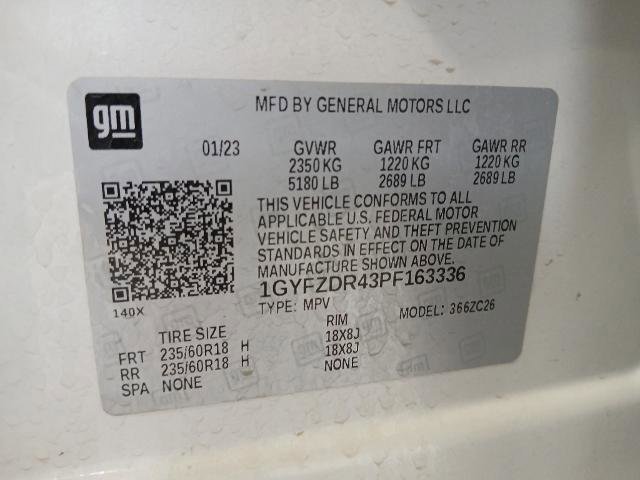 gm
MFD BY GENERAL MOTORS LLC
01/23 GVWR GAWR FRT GAWR RR
2350 KG 1220 KG 1220 KG
5180 LB 2689 LB 2689 LB
THIS VEHICLE CONFORMS TO ALL
APPLICABLE U.S. FEDERAL MOTOR
VEHICLE SAFETY AND THEFT PREVENTION
STANDARDS IN EFFECT ON THE DATE OF
MANUFACTURE SHOWN ABOVE.
1GYFZDR43PF163336
140X TYPE: MPV MODEL: 366ZC26
TIRE SIZE RIM
FRT 235/60R18 H 18X8J
RR 235/60R18 H 18X8J
SPA NONE NONE